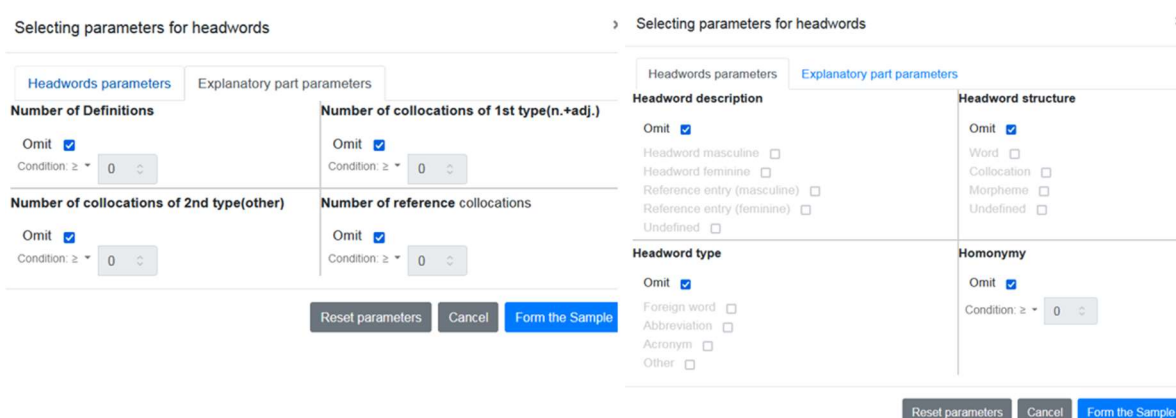 Selecting parameters for headwords
Headwords parameters Explanatory part parameters
Number of Definitions Number of collocations of 1st type(n.+adj.)
Omit Omit
Condition: ≥ 0 Condition: ≥ 0
Number of collocations of 2nd type(other) Number of reference collocations
Omit Omit
Condition: ≥ 0 Condition: ≥ 0
Reset parameters Cancel Form the Sample
Selecting parameters for headwords
Headwords parameters Explanatory part parameters
Headword description Headword structure
Omit Omit
Headword masculine Word
Headword feminine Collocation
Reference entry (masculine) Morpheme
Reference entry (feminine) Undefined
Undefined
Headword type Homonymy
Omit Omit
Foreign word Condition: ≥ 0
Abbreviation
Acronym
Other
Reset parameters Cancel Form the Sample